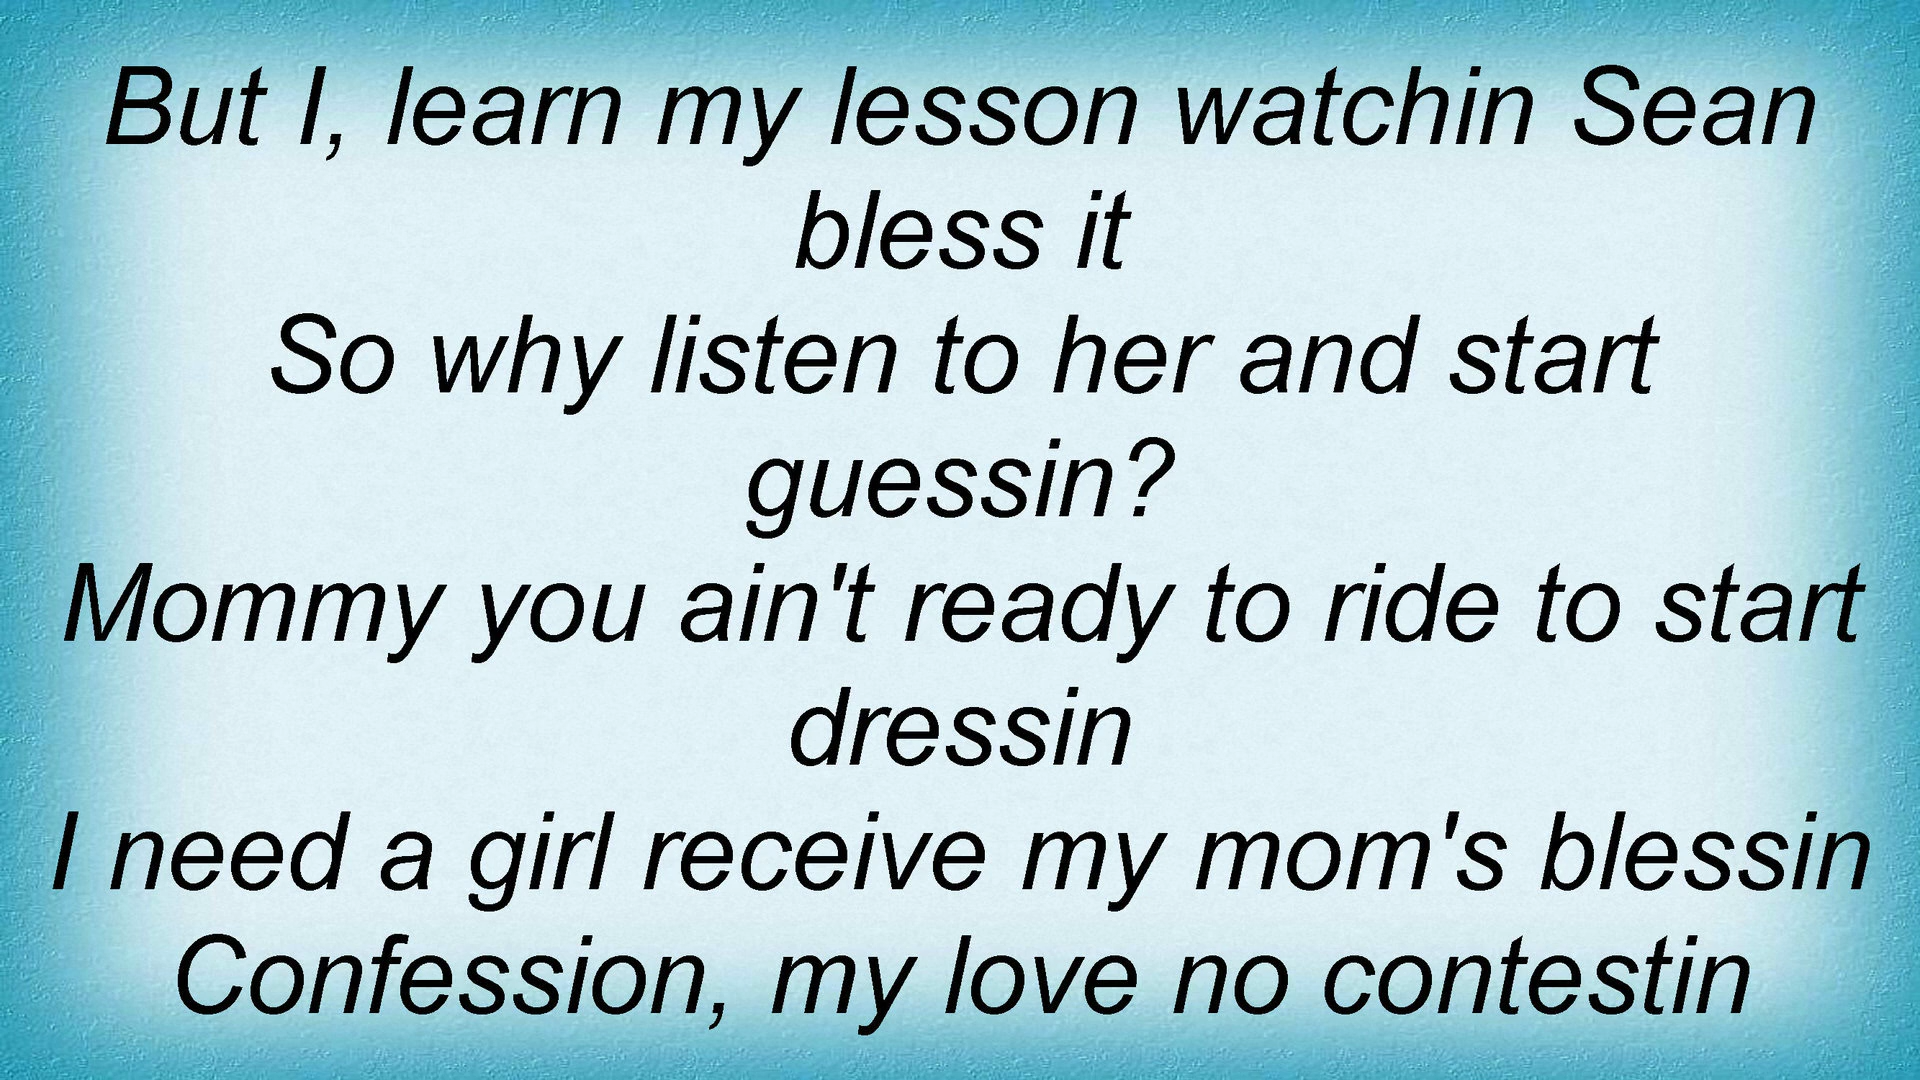 But I, learn my lesson watchin Sean
bless it
So why listen to her and start
guessin?
Mommy you ain't ready to ride to start
dressin
I need a girl receive my mom's blessin
Confession, my love no contestin